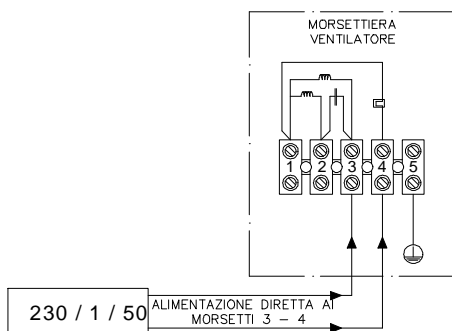 MORSETTIERA
VENTILATORE
1 2 3 4 5
230 / 1 / 50
ALIMENTAZIONE DIRETTA AI
MORSETTI 3 - 4